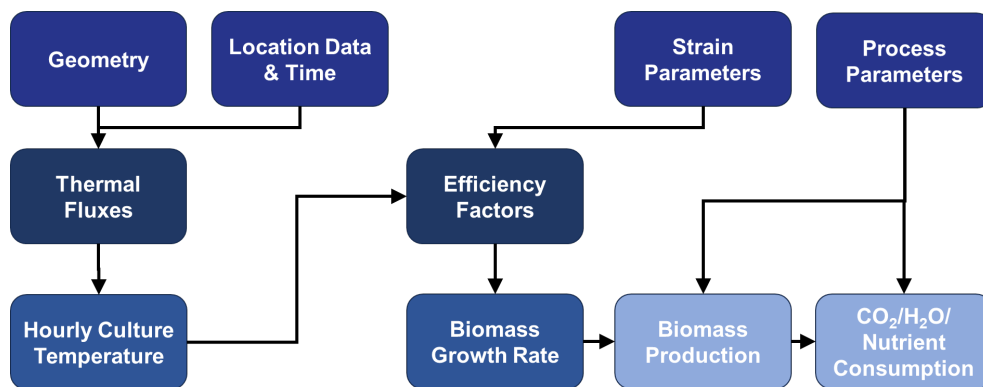 Geometry
Location Data
& Time
Strain
Parameters
Process
Parameters
Thermal
Fluxes
Efficiency
Factors
Hourly Culture
Temperature
Biomass
Growth Rate
Biomass
Production
CO₂/H₂O/
Nutrient
Consumption